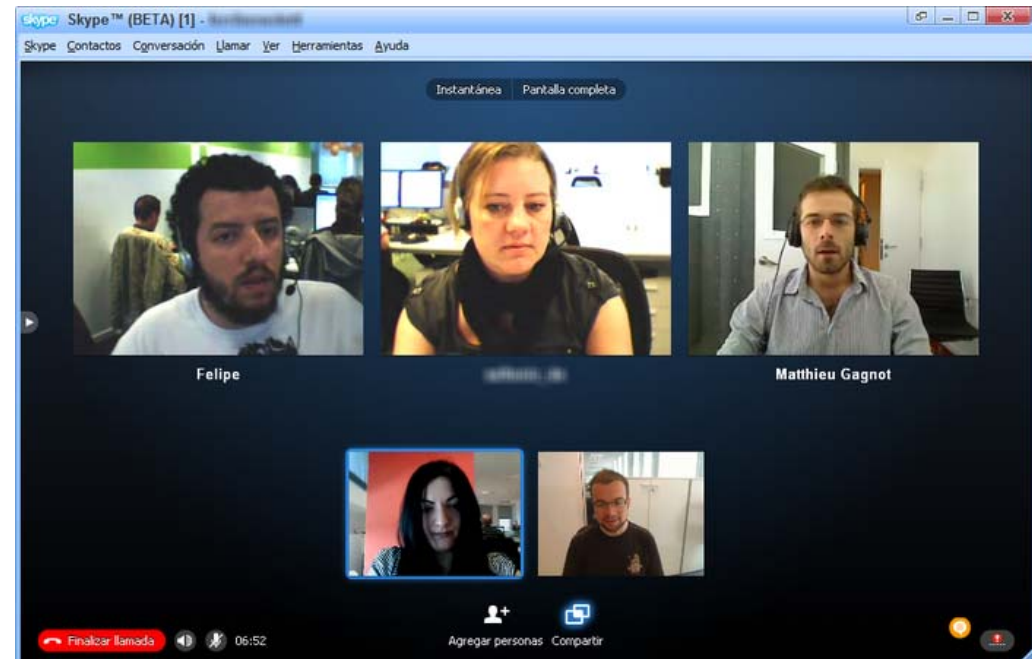 skype Skype™ (BETA) [1] -
Skype Contactos Conversación Llamar Ver Herramientas Ayuda
Instantánea Pantalla completa
Felipe
Matthieu Gagnot
Finalizar llamada 06:52 Agregar personas Compartir